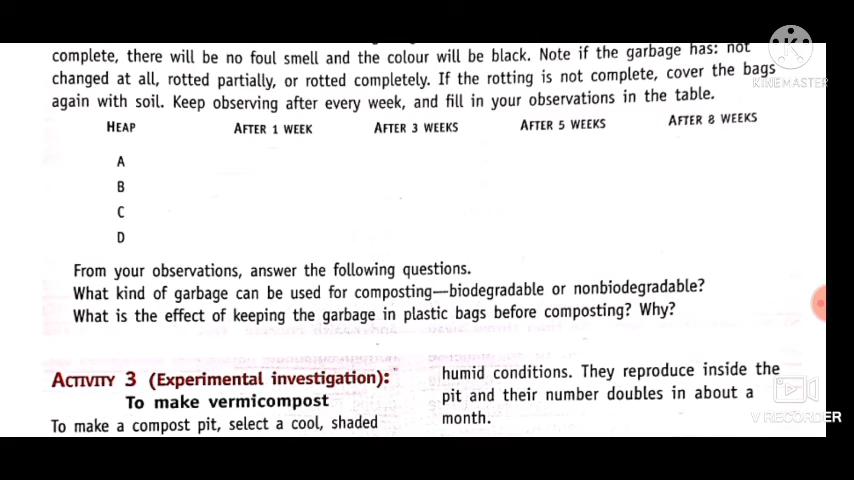 complete, there will be no foul smell and the colour will be black. Note if the garbage has: not
changed at all, rotted partially, or rotted completely. If the rotting is not complete, cover the bags
again with soil. Keep observing after every week, and fill in your observations in the table.
HEAP AFTER 1 WEEK AFTER 3 WEEKS AFTER 5 WEEKS AFTER 8 WEEKS
A
B
C
D
From your observations, answer the following questions.
What kind of garbage can be used for composting—biodegradable or nonbiodegradable?
What is the effect of keeping the garbage in plastic bags before composting? Why?
ACTIVITY 3 (Experimental investigation):
To make vermicompost
To make a compost pit, select a cool, shaded
humid conditions. They reproduce inside the
pit and their number doubles in about a
month.
KINEMASTER
V RECORDER